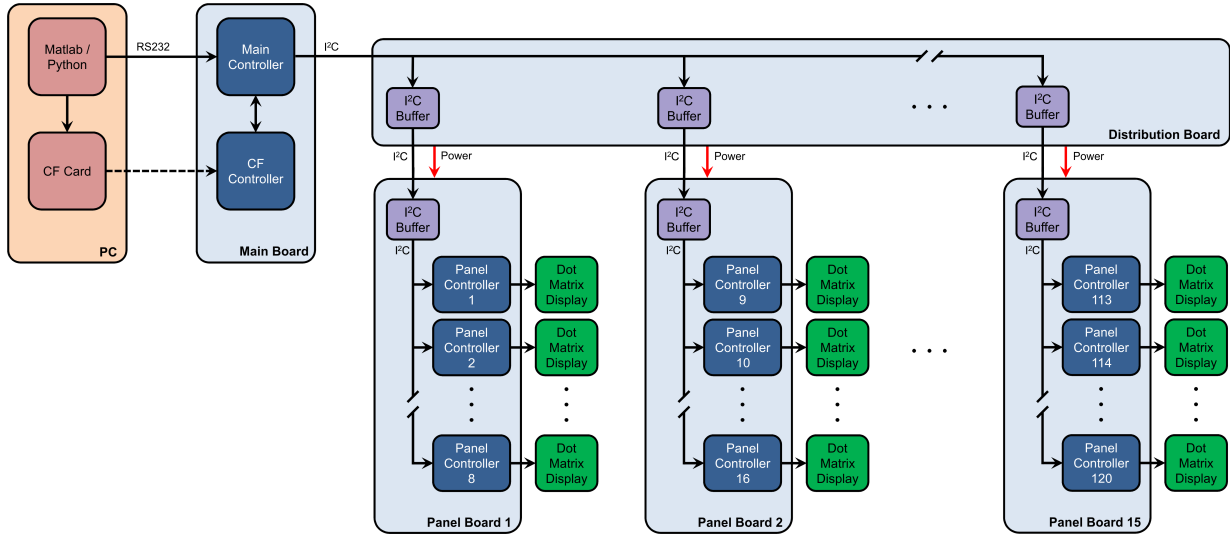 Matlab /
Python
RS232
Main
Controller
I²C
CF Card
CF
Controller
PC
Main Board
I²C
Buffer
I²C
Buffer
. . .
I²C
Buffer
Distribution Board
I²C
Power
I²C
Power
I²C
Power
I²C
Buffer
I²C
Panel
Controller
1
Dot
Matrix
Display
Panel
Controller
2
Dot
Matrix
Display
Panel
Controller
8
Dot
Matrix
Display
Panel Board 1
I²C
Buffer
I²C
Panel
Controller
9
Dot
Matrix
Display
Panel
Controller
10
Dot
Matrix
Display
Panel
Controller
16
Dot
Matrix
Display
Panel Board 2
. . .
I²C
Buffer
I²C
Panel
Controller
113
Dot
Matrix
Display
Panel
Controller
114
Dot
Matrix
Display
Panel
Controller
120
Dot
Matrix
Display
Panel Board 15